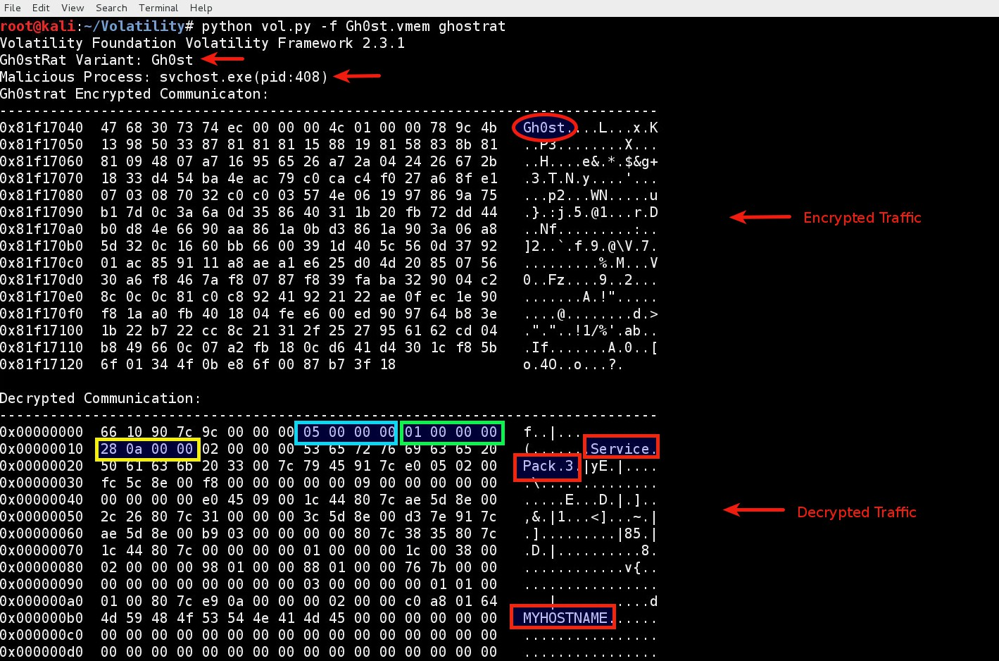 File Edit View Search Terminal Help
root@kali:~/Volatility# python vol.py -f Gh0st.vmem ghostrat
Volatility Foundation Volatility Framework 2.3.1
Gh0stRat Variant: Gh0st
Malicious Process: svchost.exe(pid:408)
Gh0strat Encrypted Communicaton:
------------------------------------------------------------------------------
0x81f17040 47 68 30 73 74 ec 00 00 00 4c 01 00 00 78 9c 4b Gh0st....L...x.K
0x81f17050 13 98 50 33 87 81 81 81 15 88 19 81 58 83 8b 81 ..P3........X...
0x81f17060 81 09 48 07 a7 16 95 65 26 a7 2a 04 24 26 67 2b ..H....e&.*.$&g+
0x81f17070 18 33 d4 54 ba 4e ac 79 c0 ca c4 f0 27 a6 8f e1 .3.T.N.y....'...
0x81f17080 07 03 08 70 32 c0 c0 03 57 4e 06 19 97 86 9a 75 ...p2...WN.....u
0x81f17090 b1 7d 0c 3a 6a 0d 35 86 40 31 1b 20 fb 72 dd 44 .}.:j.5.@1...r.D
0x81f170a0 b0 d8 4e 66 90 aa 86 1a 0b d3 86 1a 90 3a 06 a8 ..Nf.........:..
0x81f170b0 5d 32 0c 16 60 bb 66 00 39 1d 40 5c 56 0d 37 92 ]2..`.f.9.@\V.7.
0x81f170c0 01 ac 85 91 11 a8 ae a1 e6 25 d0 4d 20 85 07 56 .........%.M...V
0x81f170d0 30 a6 f8 46 7a f8 07 87 f8 39 fa ba 32 90 04 c2 0..Fz....9..2...
0x81f170e0 8c 0c 0c 81 c0 c8 92 41 92 21 22 ae 0f ec 1e 90 .......A.!".....
0x81f170f0 f8 1a a0 fb 40 18 04 fe e6 00 ed 90 97 64 b8 3e ....@........d.>
0x81f17100 1b 22 b7 22 cc 8c 21 31 2f 25 27 95 61 62 cd 04 ."."..!1/%'.ab..
0x81f17110 b8 49 66 0c 07 a2 fb 18 0c d6 41 d4 30 1c f8 5b .If.......A.0..[
0x81f17120 6f 01 34 4f 0b e8 6f 00 87 b7 3f 18 o.4O..o...?.
Encrypted Traffic
Decrypted Communication:
------------------------------------------------------------------------------
0x00000000 66 10 90 7c 9c 00 00 00 05 00 00 00 01 00 00 00 f..|...
0x00000010 28 0a 00 00 02 00 00 00 53 65 72 76 69 63 65 20 (.......Service.
0x00000020 50 61 63 6b 20 33 00 7c 79 45 91 7c e0 05 02 00 Pack.3.|yE.|....
0x00000030 fc 5c 8e 00 f8 00 00 00 00 00 09 00 00 00 00 00 .\..............
0x00000040 00 00 00 00 e0 45 09 00 1c 44 80 7c ae 5d 8e 00 .....E...D.|.]..
0x00000050 2c 26 80 7c 31 00 00 00 3c 5d 8e 00 d3 7e 91 7c ,&.|1...<]...~.|
0x00000060 ae 5d 8e 00 b9 03 00 00 00 00 80 7c 38 35 80 7c .].........|85.|
0x00000070 1c 44 80 7c 00 00 00 00 01 00 00 00 1c 00 38 00 .D.|..........8.
0x00000080 02 00 00 00 98 01 00 00 88 01 00 00 76 7b 00 00 ............v{..
0x00000090 00 00 00 00 00 00 00 00 03 00 00 00 00 01 01 00 ................
0x000000a0 01 00 80 7c e9 0a 00 00 00 02 00 00 c0 a8 01 64 ...|...........d
0x000000b0 4d 59 48 4f 53 54 4e 41 4d 45 00 00 00 00 00 00 MYHOSTNAME......
0x000000c0 00 00 00 00 00 00 00 00 00 00 00 00 00 00 00 00 ................
0x000000d0 00 00 00 00 00 00 00 00 00 00 00 00 00 00 00 00 ................
Decrypted Traffic